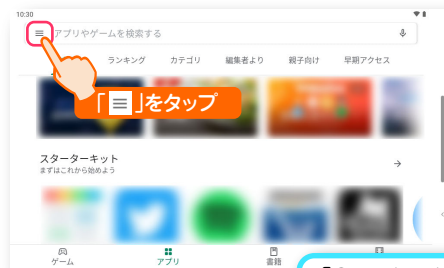 10:30
アプリやゲームを検索する
ランキング カテゴリ 編集者より 親子向け 早期アクセス
「≡」をタップ
スターターキット
まずはこれから始めよう
ゲーム アプリ 書籍